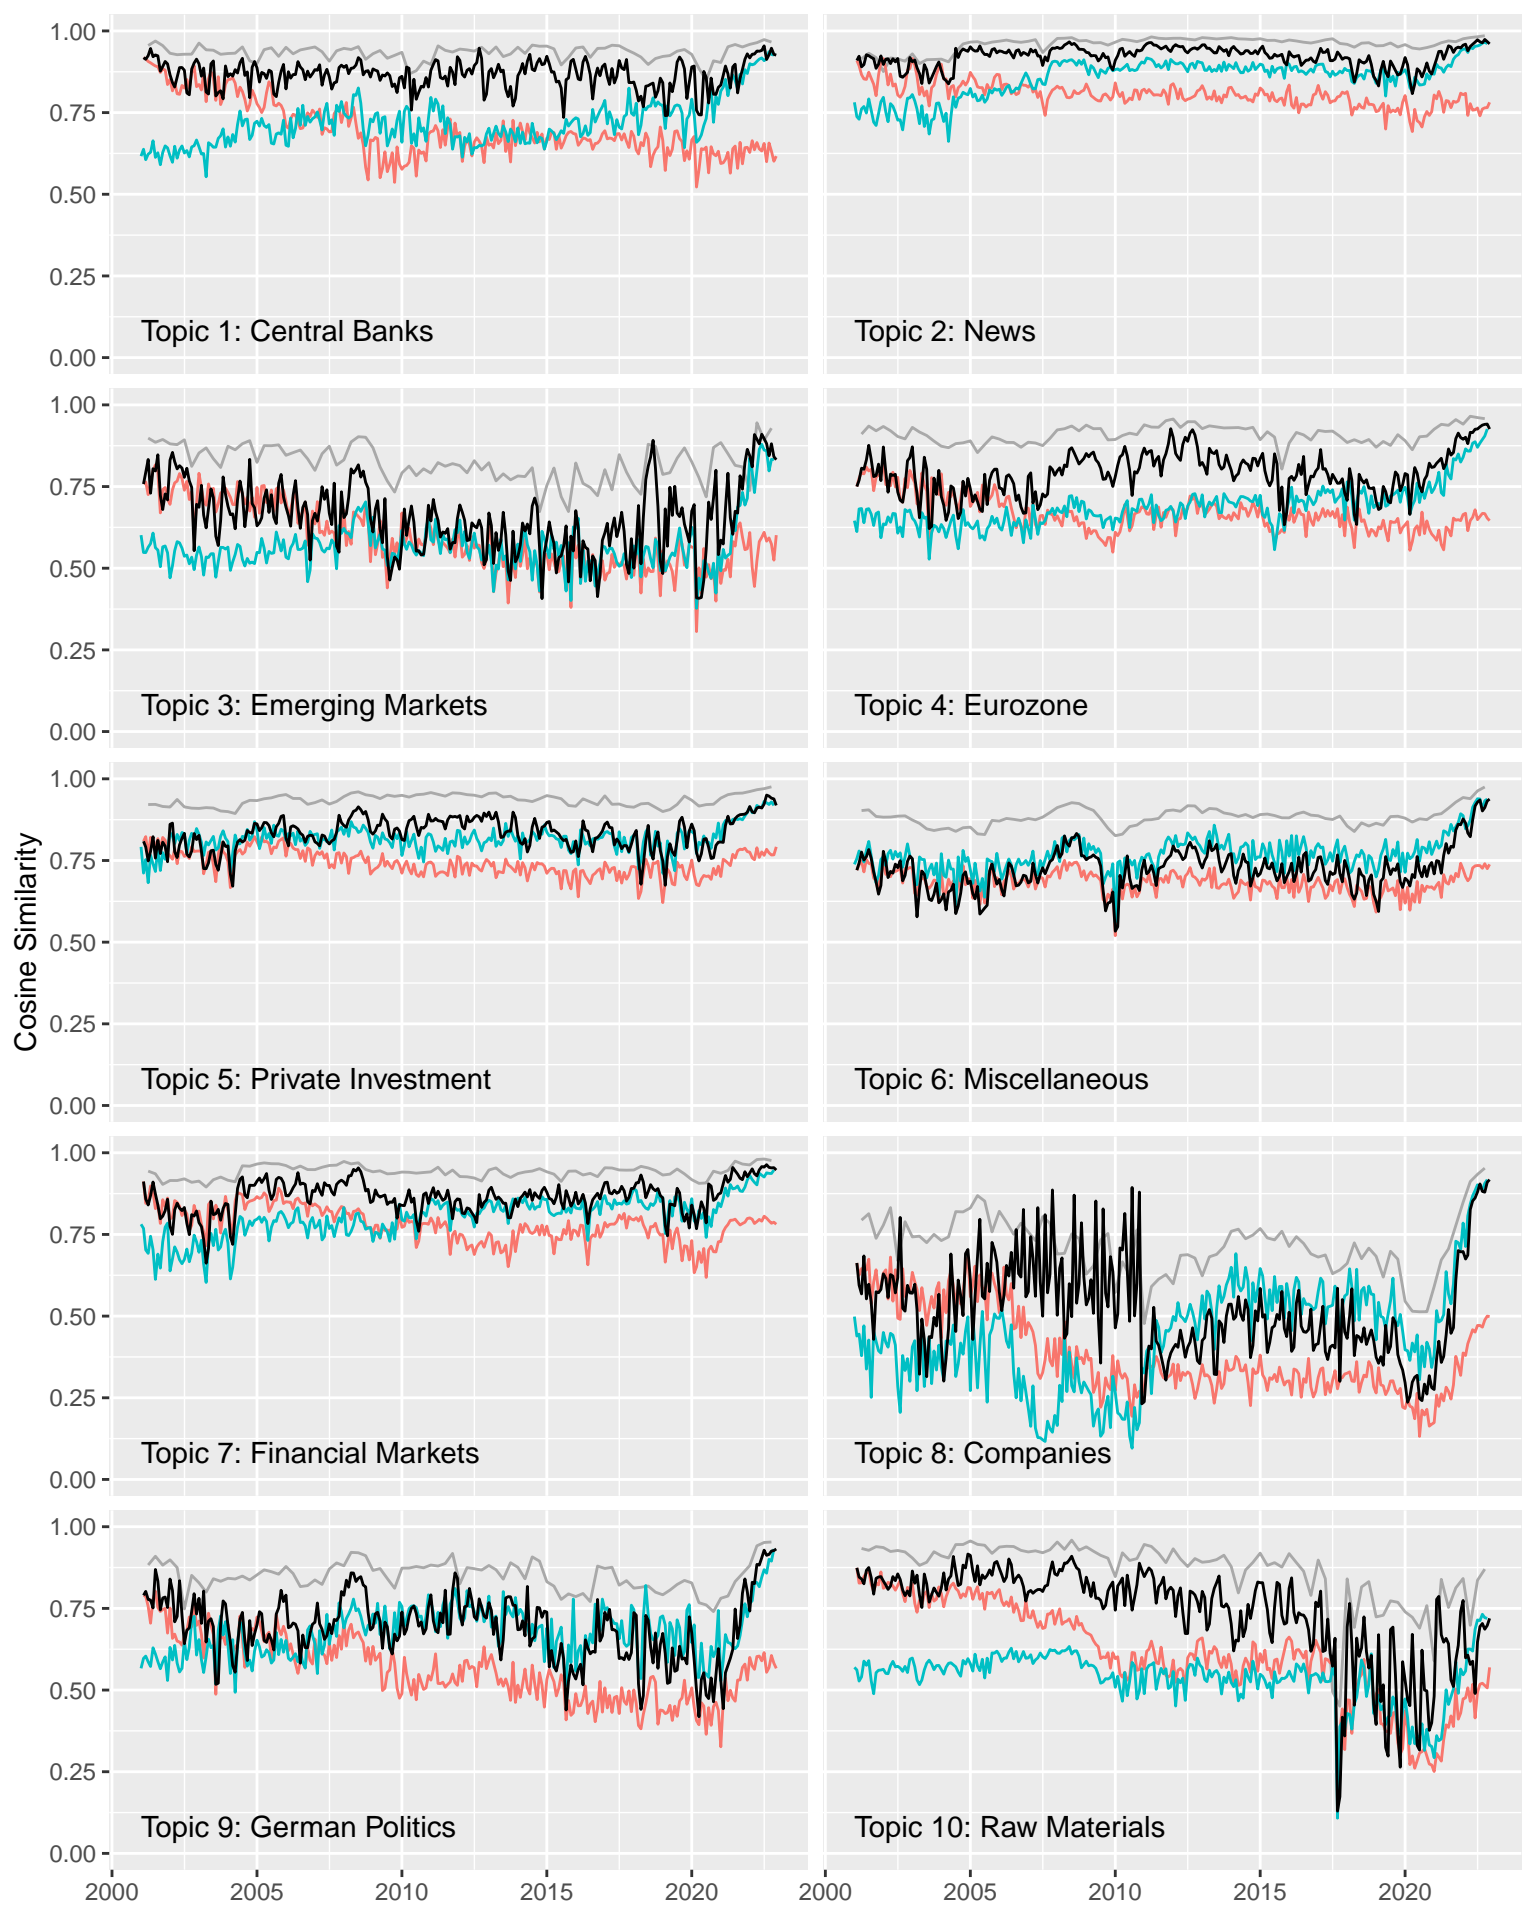 Cosine Similarity
1.00
0.75
0.50
0.25
0.00
Topic 1: Central Banks
Topic 2: News
1.00
0.75
0.50
0.25
0.00
Topic 3: Emerging Markets
Topic 4: Eurozone
1.00
0.75
0.50
0.25
0.00
Topic 5: Private Investment
Topic 6: Miscellaneous
1.00
0.75
0.50
0.25
0.00
Topic 7: Financial Markets
Topic 8: Companies
1.00
0.75
0.50
0.25
0.00
Topic 9: German Politics
Topic 10: Raw Materials
2000 2005 2010 2015 2020
2000 2005 2010 2015 2020